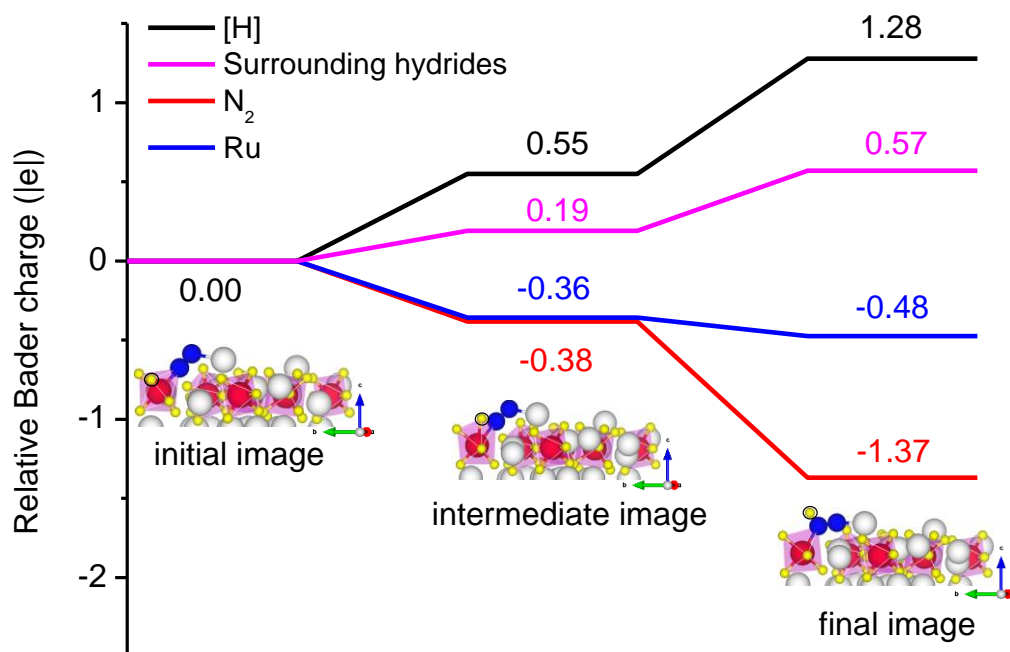 Relative Bader charge (|e|)
1
0
-1
-2
[H]
Surrounding hydrides
N₂
Ru
1.28
0.55
0.57
0.19
0.00
-0.36
-0.48
-0.38
-1.37
c
b
a
initial image
c
b
a
intermediate image
c
b
a
final image